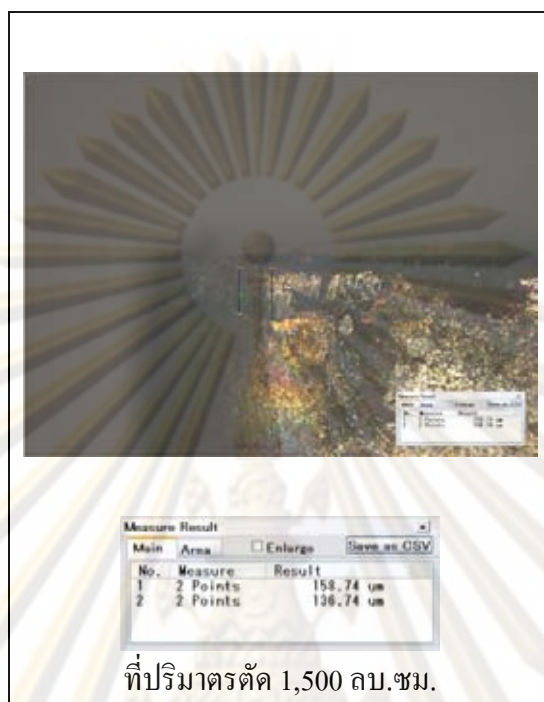 Measure Result
Main Area Enlarge Save as CSV
No. Measure Result
1 2 Points 158.74 um
2 2 Points 136.74 um
ที่ปริมาตรตัด 1,500 ลบ.ซม.